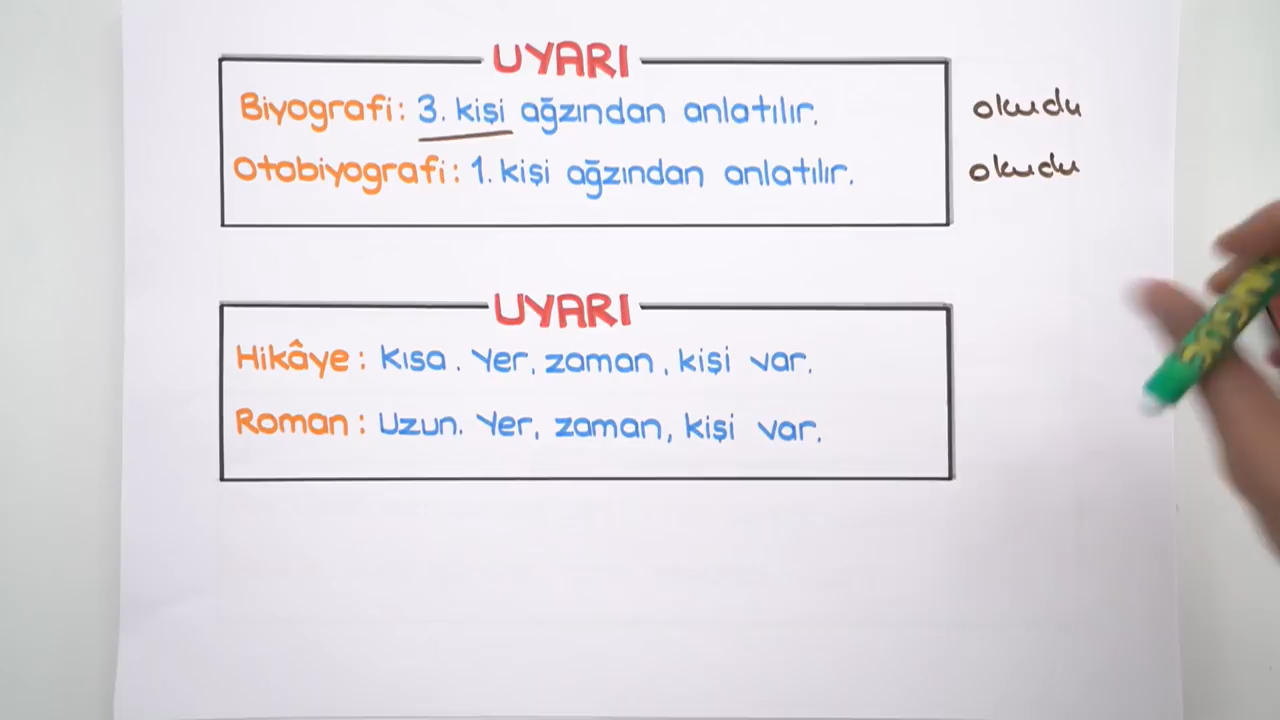 UYARI
Biyografi: 3. kişi ağzından anlatılır. okudu
Otobiyografi: 1. kişi ağzından anlatılır. okudu
UYARI
Hikâye: Kısa. Yer, zaman, kişi var.
Roman: Uzun. Yer, zaman, kişi var.